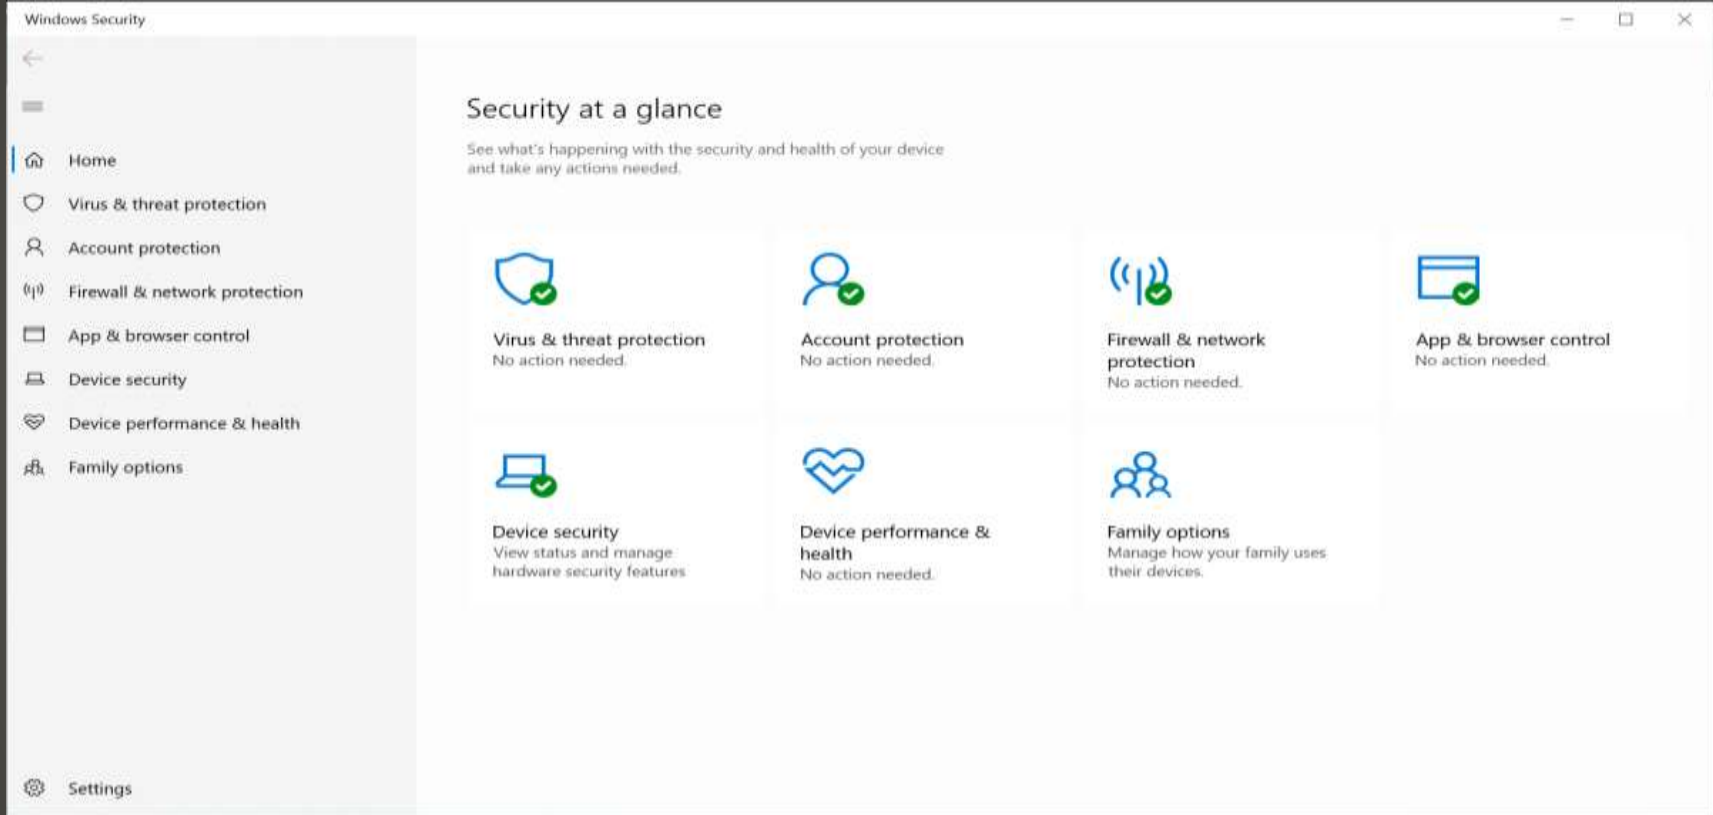 Windows Security
Home
Virus & threat protection
Account protection
Firewall & network protection
App & browser control
Device security
Device performance & health
Family options
Settings
Security at a glance
See what's happening with the security and health of your device
and take any actions needed.
Virus & threat protection
No action needed.
Account protection
No action needed.
Firewall & network
protection
No action needed.
App & browser control
No action needed.
Device security
View status and manage
hardware security features
Device performance &
health
No action needed.
Family options
Manage how your family uses
their devices.